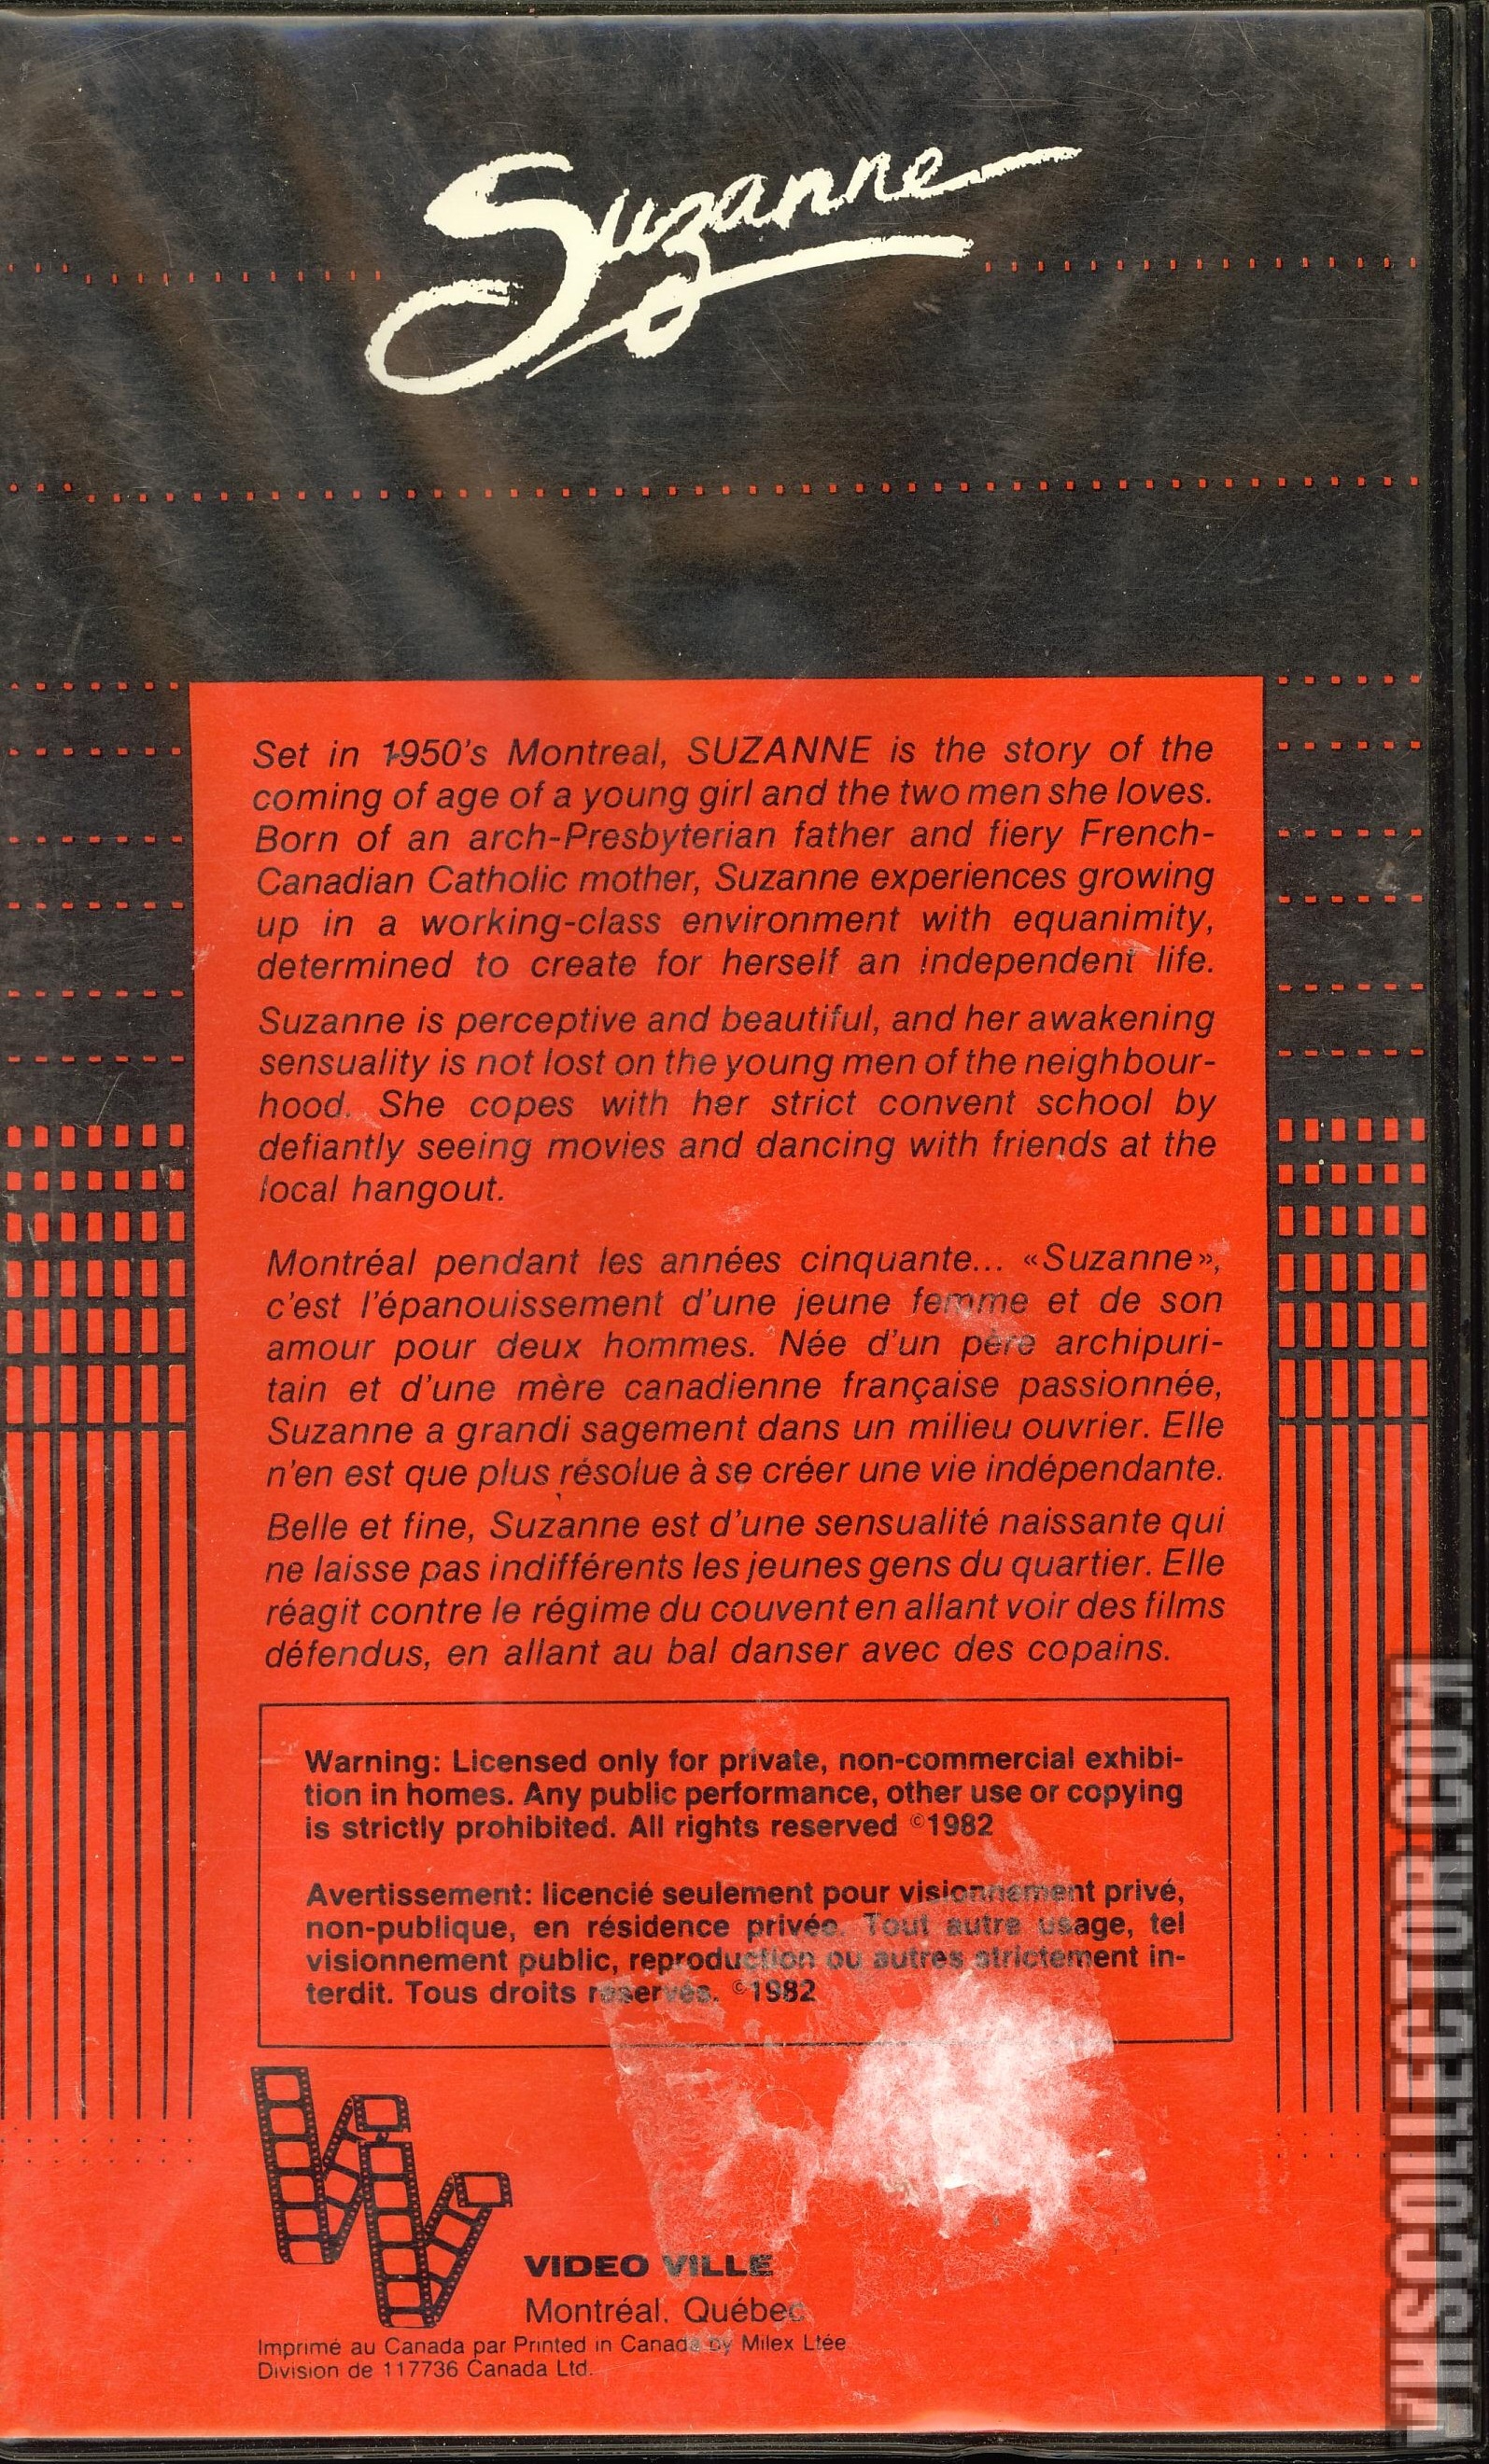 Suzanne
Set in 1950's Montreal, SUZANNE is the story of the
coming of age of a young girl and the two men she loves.
Born of an arch-Presbyterian father and fiery French-
Canadian Catholic mother, Suzanne experiences growing
up in a working-class environment with equanimity,
determined to create for herself an independent life.
Suzanne is perceptive and beautiful, and her awakening
sensuality is not lost on the young men of the neighbour-
hood. She copes with her strict convent school by
defiantly seeing movies and dancing with friends at the
local hangout.
Montréal pendant les années cinquante... «Suzanne»,
c'est l'épanouissement d'une jeune femme et de son
amour pour deux hommes. Née d'un père archipuri-
tain et d'une mère canadienne française passionnée,
Suzanne a grandi sagement dans un milieu ouvrier. Elle
n'en est que plus résolue à se créer une vie indépendante.
Belle et fine, Suzanne est d'une sensualité naissante qui
ne laisse pas indifférents les jeunes gens du quartier. Elle
réagit contre le régime du couvent en allant voir des films
défendus, en allant au bal danser avec des copains.
Warning: Licensed only for private, non-commercial exhibi-
tion in homes. Any public performance, other use or copying
is strictly prohibited. All rights reserved ©1982
Avertissement: licencié seulement pour visionnement privé,
non-publique, en résidence privée. Tout autre usage, tel
visionnement public, reproduction ou autres strictement in-
terdit. Tous droits reservés. ©1982
VIDEO VILLE
Montréal, Québec
Imprimé au Canada par Printed in Canada by Milex Ltée
Division de 117736 Canada Ltd.
VHSCOLLECTOR.COM